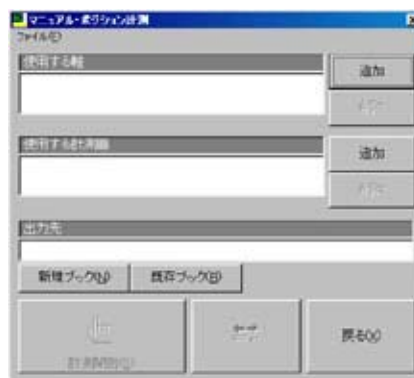 マニュアル・ポジション計測
ファイル(F)
使用する軸
追加
使用する計測器
追加
出力先
新規ブック(N)
既存ブック(B)
計測開始(S)
戻る(X)